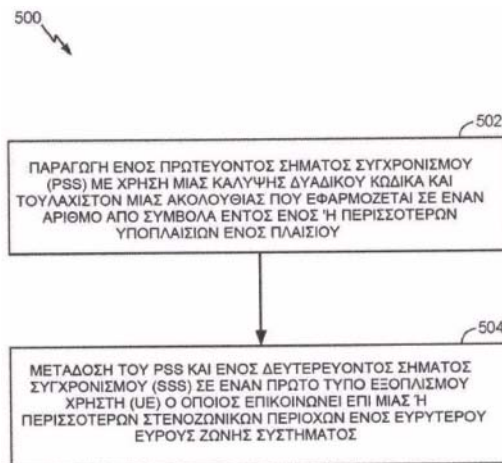 500
502
ΠΑΡΑΓΩΓΗ ΕΝΟΣ ΠΡΩΤΕΥΟΝΤΟΣ ΣΗΜΑΤΟΣ ΣΥΓΧΡΟΝΙΣΜΟΥ
(PSS) ΜΕ ΧΡΗΣΗ ΜΙΑΣ ΚΑΛΥΨΗΣ ΔΥΑΔΙΚΟΥ ΚΩΔΙΚΑ ΚΑΙ
ΤΟΥΛΑΧΙΣΤΟΝ ΜΙΑΣ ΑΚΟΛΟΥΘΙΑΣ ΠΟΥ ΕΦΑΡΜΟΖΕΤΑΙ ΣΕ ΕΝΑΝ
ΑΡΙΘΜΟ ΑΠΟ ΣΥΜΒΟΛΑ ΕΝΤΟΣ ΕΝΟΣ 'Η ΠΕΡΙΣΣΟΤΕΡΩΝ
ΥΠΟΠΛΑΙΣΙΩΝ ΕΝΟΣ ΠΛΑΙΣΙΟΥ
504
ΜΕΤΑΔΟΣΗ ΤΟΥ PSS ΚΑΙ ΕΝΟΣ ΔΕΥΤΕΡΕΥΟΝΤΟΣ ΣΗΜΑΤΟΣ
ΣΥΓΧΡΟΝΙΣΜΟΥ (SSS) ΣΕ ΕΝΑΝ ΠΡΩΤΟ ΤΥΠΟ ΕΞΟΠΛΙΣΜΟΥ
ΧΡΗΣΤΗ (UE) Ο ΟΠΟΙΟΣ ΕΠΙΚΟΙΝΩΝΕΙ ΕΠΙ ΜΙΑΣ Ή
ΠΕΡΙΣΣΟΤΕΡΩΝ ΣΤΕΝΟΖΩΝΙΚΩΝ ΠΕΡΙΟΧΩΝ ΕΝΟΣ ΕΥΡΥΤΕΡΟΥ
ΕΥΡΟΥΣ ΖΩΝΗΣ ΣΥΣΤΗΜΑΤΟΣ